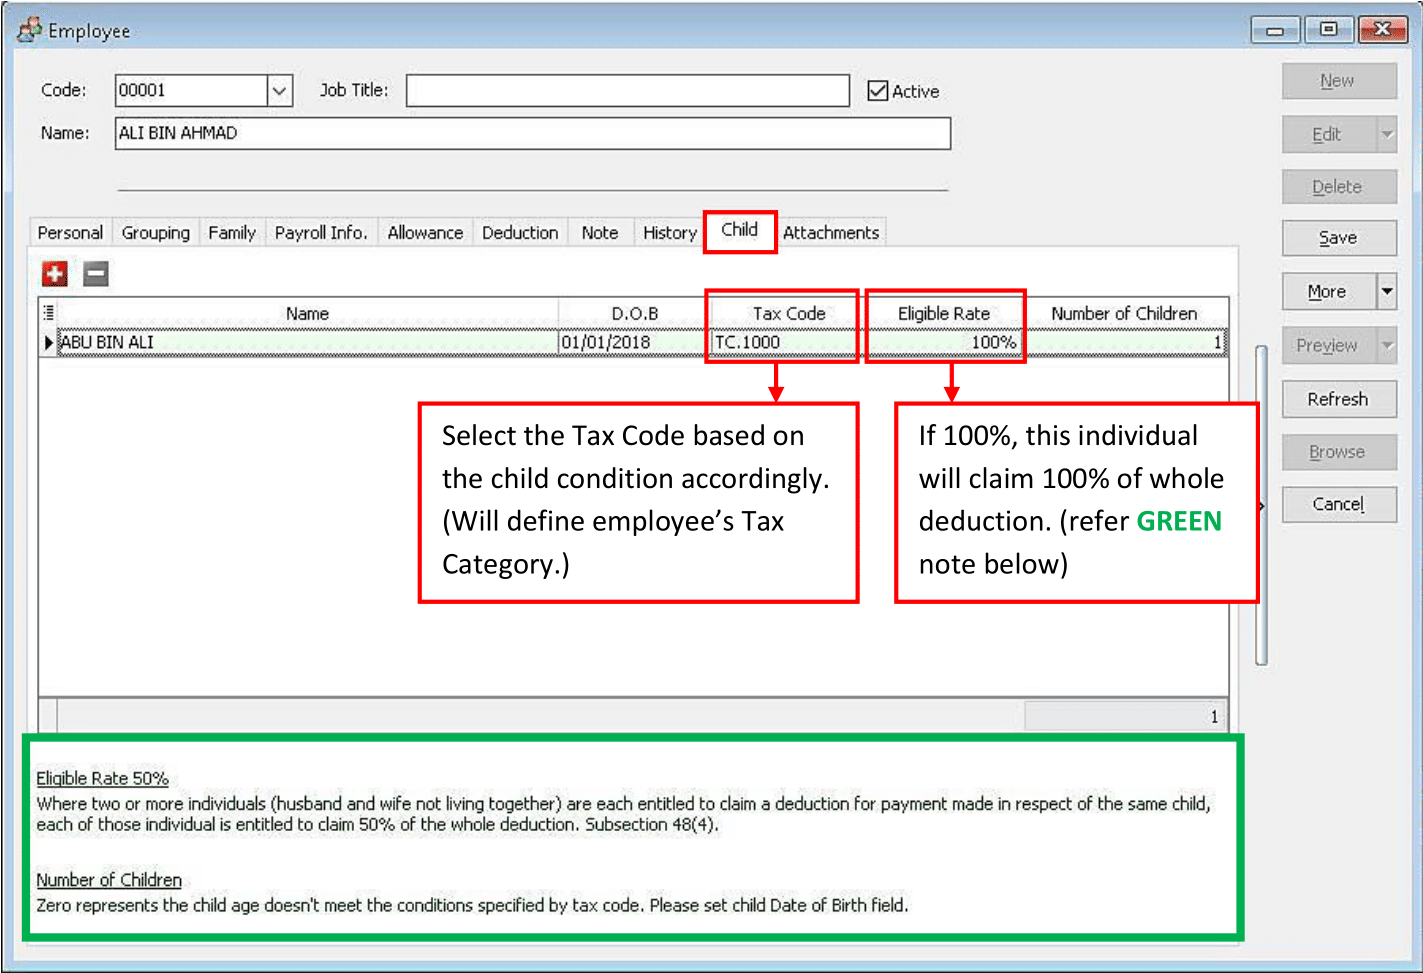 Employee
Code: 00001 Job Title: Active
Name: ALI BIN AHMAD
Personal Grouping Family Payroll Info. Allowance Deduction Note History Child Attachments
Name D.O.B Tax Code Eligible Rate Number of Children
ABU BIN ALI 01/01/2018 TC.1000 100% 1
Select the Tax Code based on
the child condition accordingly.
(Will define employee’s Tax
Category.)
If 100%, this individual
will claim 100% of whole
deduction. (refer GREEN
note below)
1
Eligible Rate 50%
Where two or more individuals (husband and wife not living together) are each entitled to claim a deduction for payment made in respect of the same child,
each of those individual is entitled to claim 50% of the whole deduction. Subsection 48(4).
Number of Children
Zero represents the child age doesn't meet the conditions specified by tax code. Please set child Date of Birth field.
New
Edit
Delete
Save
More
Preview
Refresh
Browse
Cancel